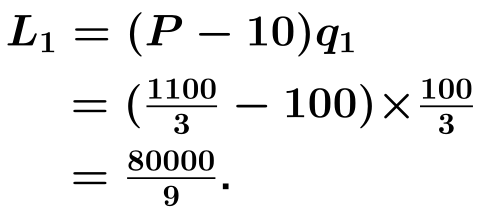 L₁ = (P − 10)q₁
= (1100/3 − 100) × 100/3
= 80000/9.